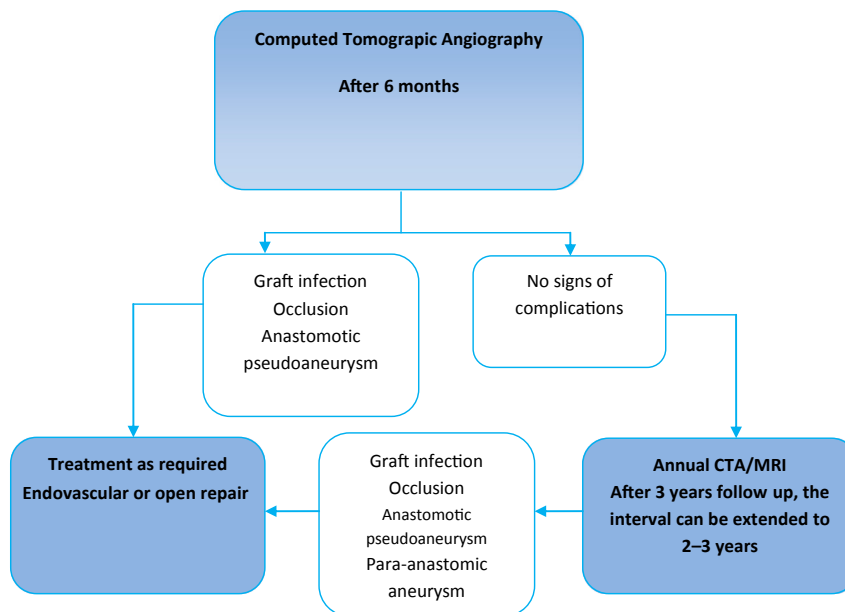 Computed Tomograpic Angiography
After 6 months
Graft infection
Occlusion
Anastomotic
pseudoaneurysm
No signs of
complications
Treatment as required
Endovascular or open repair
Graft infection
Occlusion
Anastomotic
pseudoaneurysm
Para-anastomic
aneurysm
Annual CTA/MRI
After 3 years follow up, the
interval can be extended to
2–3 years